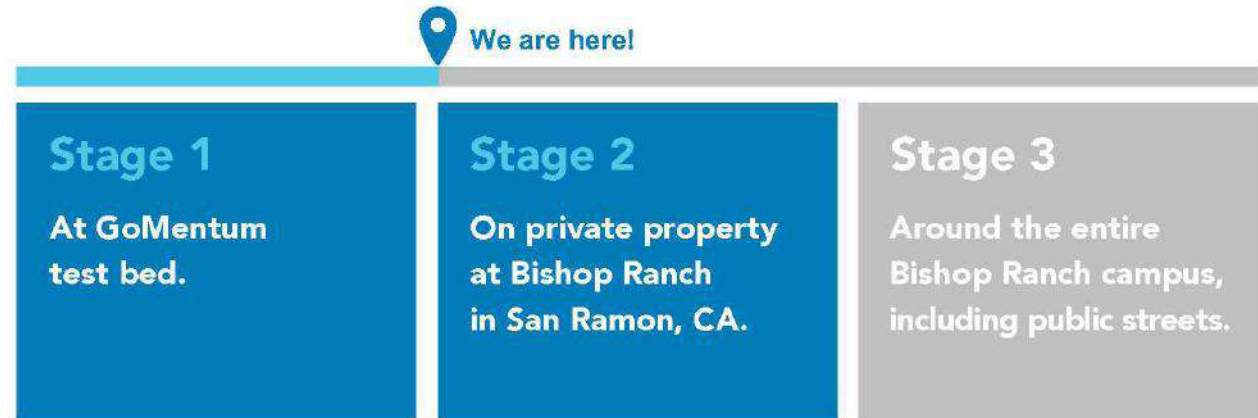 We are here!
Stage 1
At GoMentum
test bed.
Stage 2
On private property
at Bishop Ranch
in San Ramon, CA.
Stage 3
Around the entire
Bishop Ranch campus,
including public streets.